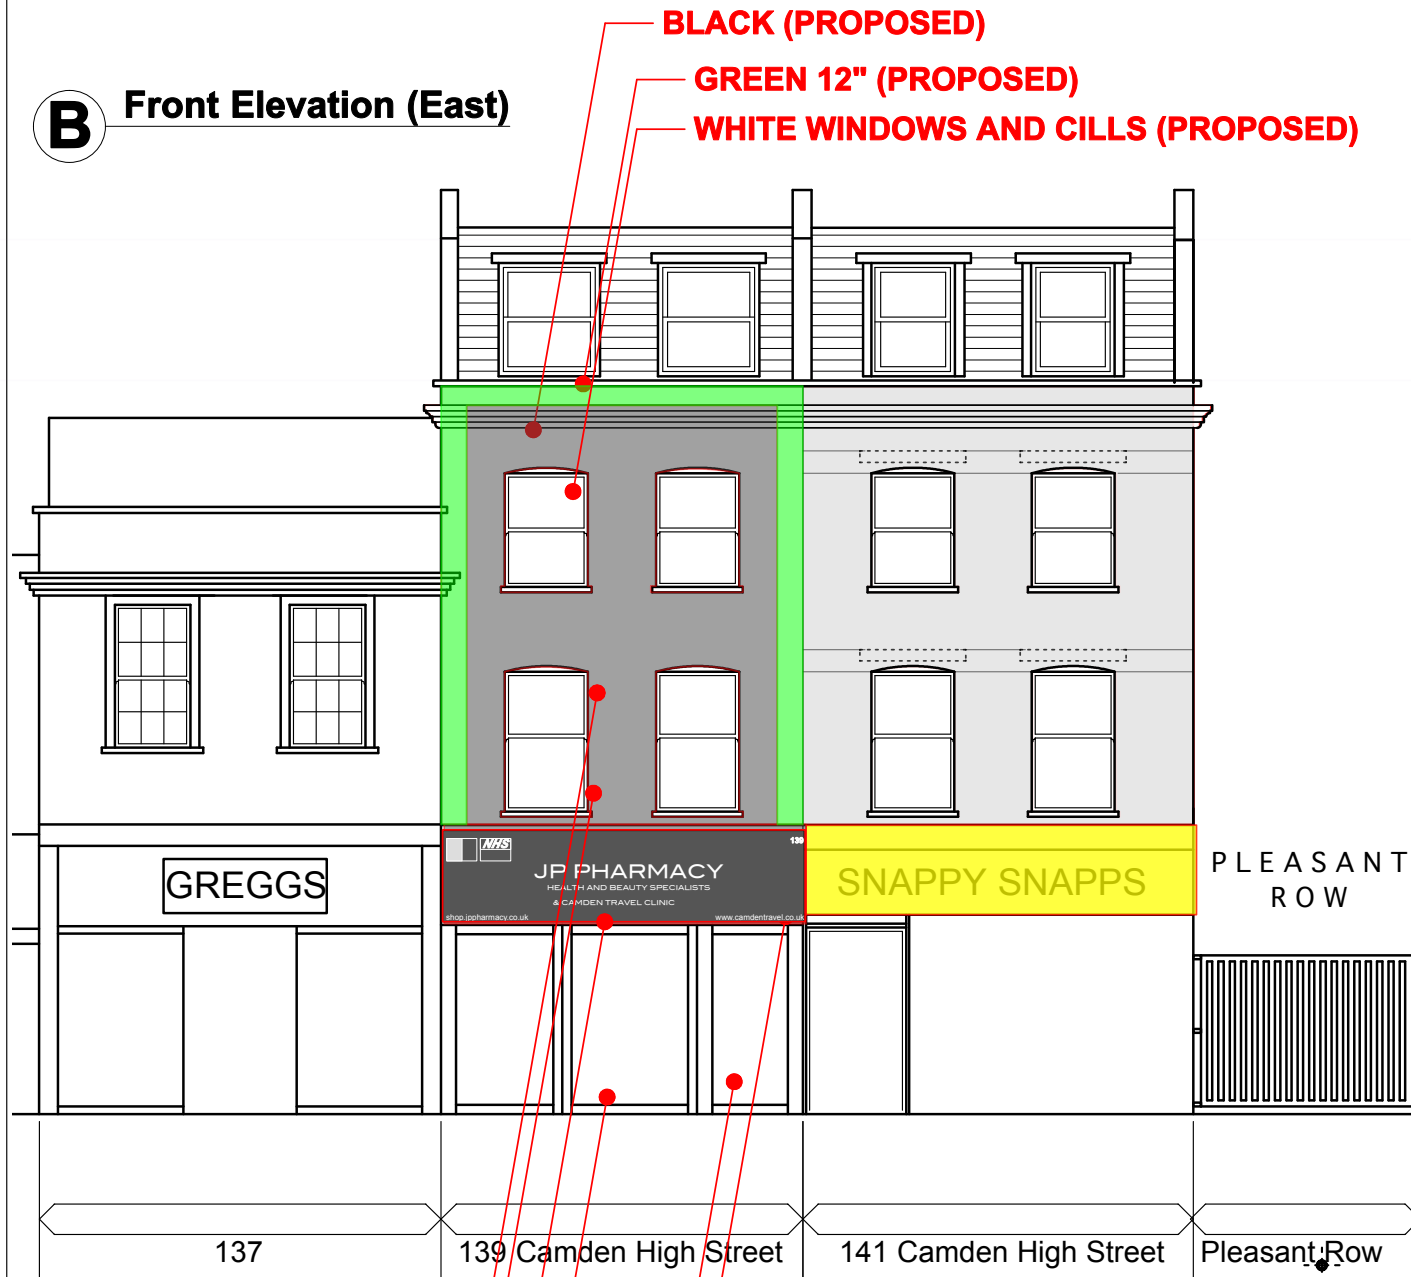 BLACK (PROPOSED)
GREEN 12" (PROPOSED)
B Front Elevation (East)
WHITE WINDOWS AND CILLS (PROPOSED)
NHS
139
JP PHARMACY
HEALTH AND BEAUTY SPECIALISTS
& CAMDEN TRAVEL CLINIC
shop.jppharmacy.co.uk www.camdentravel.co.uk
GREGGS
SNAPPY SNAPPS
PLEASANT
ROW
137
139 Camden High Street
141 Camden High Street
Pleasant Row